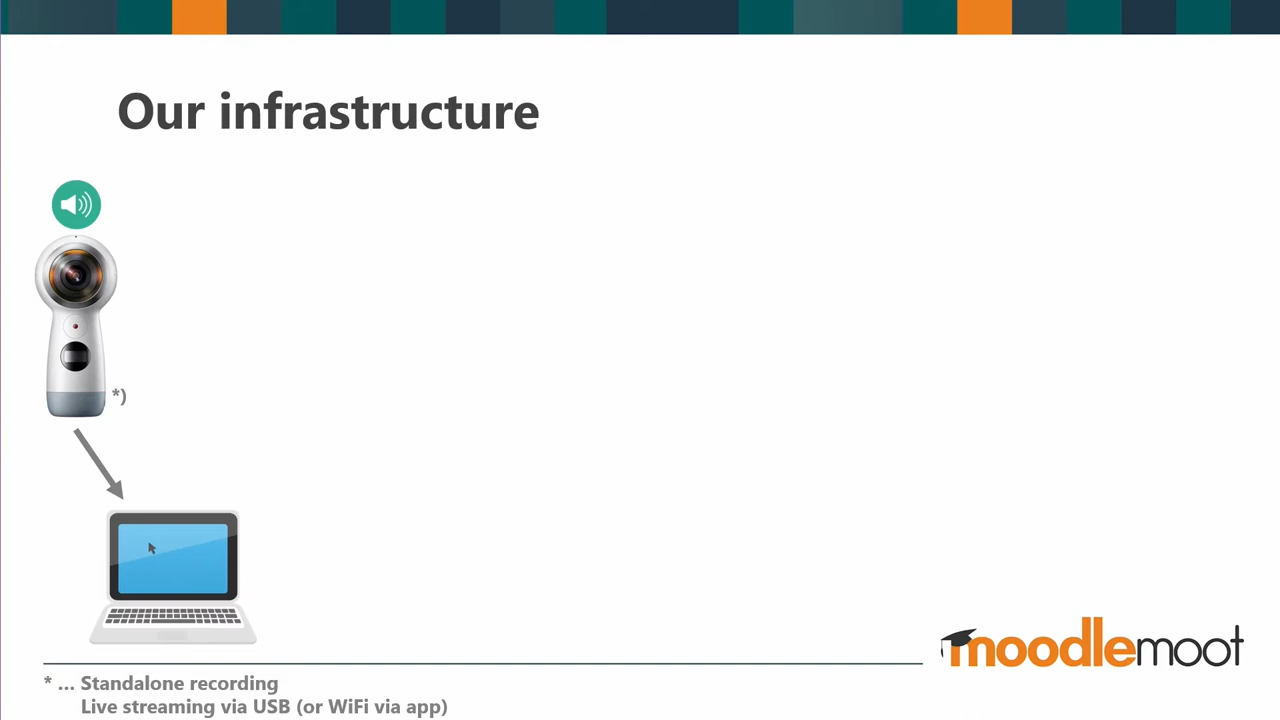 Our infrastructure
*)
moodlemoot
* ... Standalone recording
Live streaming via USB (or WiFi via app)